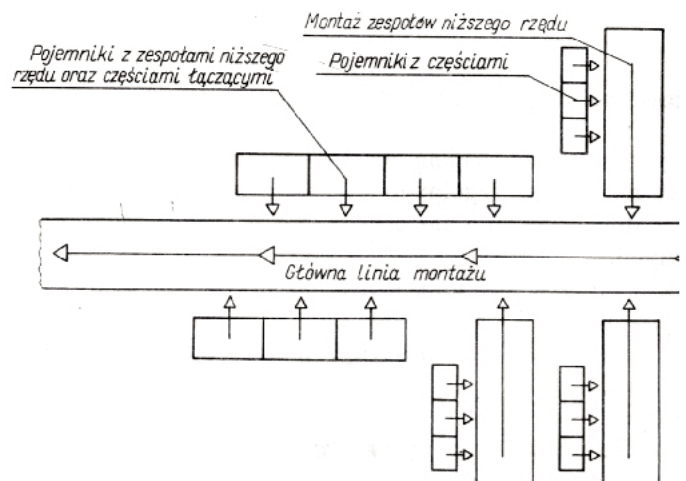 Montaż zespołów niższego rzędu
Pojemniki z zespołami niższego
rzędu oraz częściami łączącymi
Pojemniki z częściami
Główna linia montażu